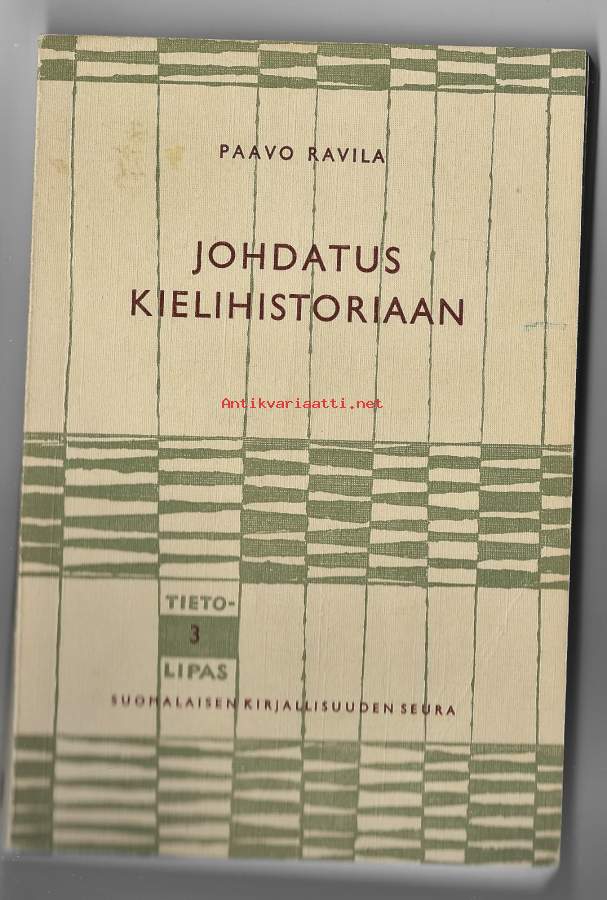 PAAVO RAVILA
JOHDATUS
KIELIHISTORIAAN
Antikvariaatti.net
TIETO-
3
LIPAS
SUOMALAISEN KIRJALLISUUDEN SEURA